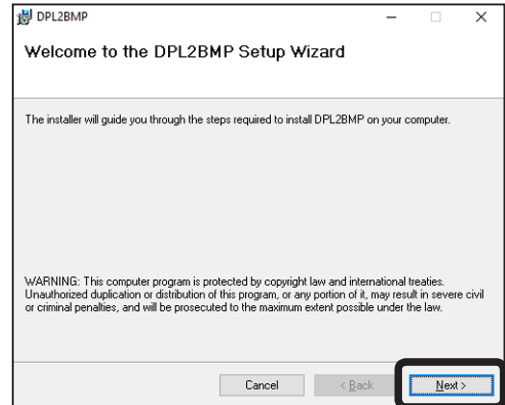 DPL2BMP
Welcome to the DPL2BMP Setup Wizard
The installer will guide you through the steps required to install DPL2BMP on your computer.
WARNING: This computer program is protected by copyright law and international treaties.
Unauthorized duplication or distribution of this program, or any portion of it, may result in severe civil
or criminal penalties, and will be prosecuted to the maximum extent possible under the law.
Cancel < Back Next >